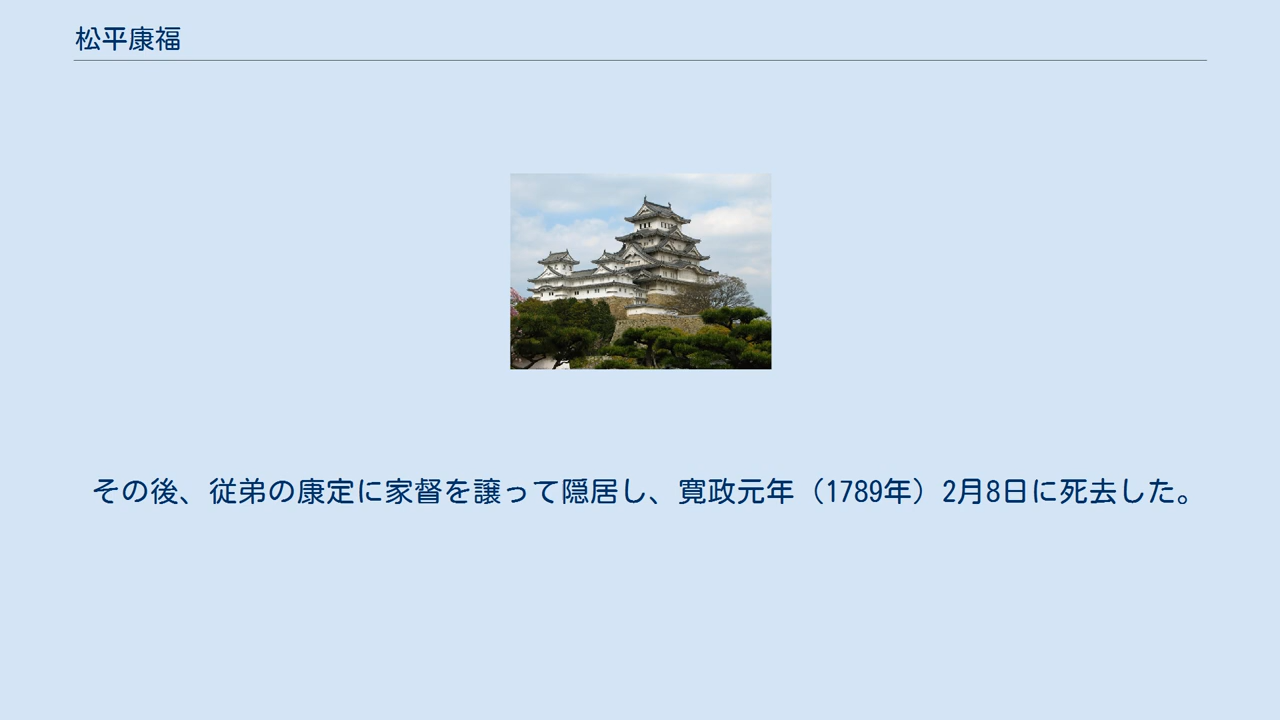 松平康福
その後、従弟の康定に家督を譲って隠居し、寛政元年（1789年）2月8日に死去した。